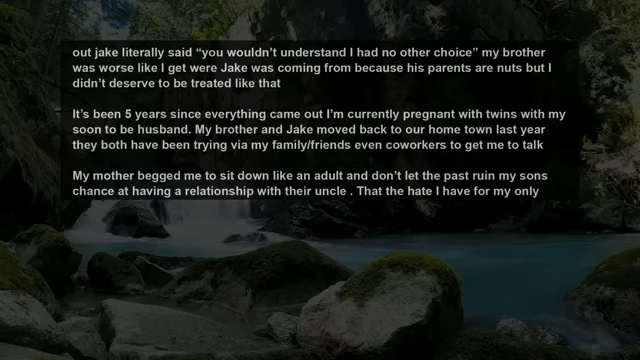 out jake literally said “you wouldn’t understand I had no other choice” my brother
was worse like I get were Jake was coming from because his parents are nuts but I
didn’t deserve to be treated like that
It’s been 5 years since everything came out I’m currently pregnant with twins with my
soon to be husband. My brother and Jake moved back to our home town last year
they both have been trying via my family/friends even coworkers to get me to talk
My mother begged me to sit down like an adult and don’t let the past ruin my sons
chance at having a relationship with their uncle . That the hate I have for my only